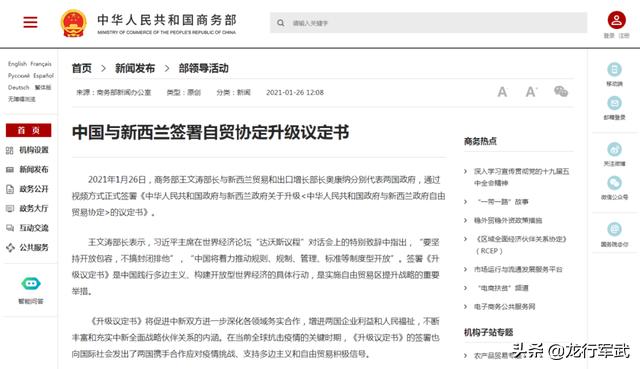 中华人民共和国商务部
MINISTRY OF COMMERCE OF THE PEOPLE'S REPUBLIC OF CHINA
请输入关键字
登录 注册
English Français
Русский Español
Deutsch 繁体版
无障碍浏览
首 页
机构设置
新闻发布
政务公开
政务大厅
互动交流
公共服务
智能问答
首页 > 新闻发布 > 部领导活动
来源：商务部新闻办公室 类型：原创 分类：新闻 2021-01-26 12:08
A A+
中国与新西兰签署自贸协定升级议定书
2021年1月26日，商务部王文涛部长与新西兰贸易和出口增长部长奥康纳分别代表两国政府，通过
视频方式正式签署《中华人民共和国政府与新西兰政府关于升级<中华人民共和国政府与新西兰政府自由
贸易协定>的议定书》。
王文涛部长表示，习近平主席在世界经济论坛“达沃斯议程”对话会上的特别致辞中指出，“要坚
持开放包容，不搞封闭排他”，“中国将着力推动规则、规制、管理、标准等制度型开放”。签署《升
级议定书》是中国践行多边主义、构建开放型世界经济的具体行动，是实施自由贸易区提升战略的重要
举措。
《升级议定书》将促进中新双方进一步深化各领域务实合作，增进两国企业利益和人民福祉，不断
丰富和充实中新全面战略伙伴关系的内涵。在当前全球抗击疫情的关键时期，《升级议定书》的签署也
向国际社会发出了两国携手合作应对疫情挑战、支持多边主义和自由贸易积极信号。
商务热点
深入学习宣传贯彻党的十九届五
中全会精神
“一带一路”故事
稳外贸稳外资政策措施
《区域全面经济伙伴关系协定》
（RCEP）
市场运行与流通发展服务平台
“电商扶贫”频道
电子商务公共服务网
机构子站专题
农产品贸易专题
移动端
邮箱登录
关注微博
微信公众号
国务院@你
头条 @龙行军武